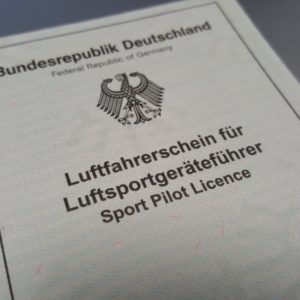 Bundesrepublik Deutschland
Federal Republic of Germany
Luftfahrerschein für
Luftsportgeräteführer
Sport Pilot Licence